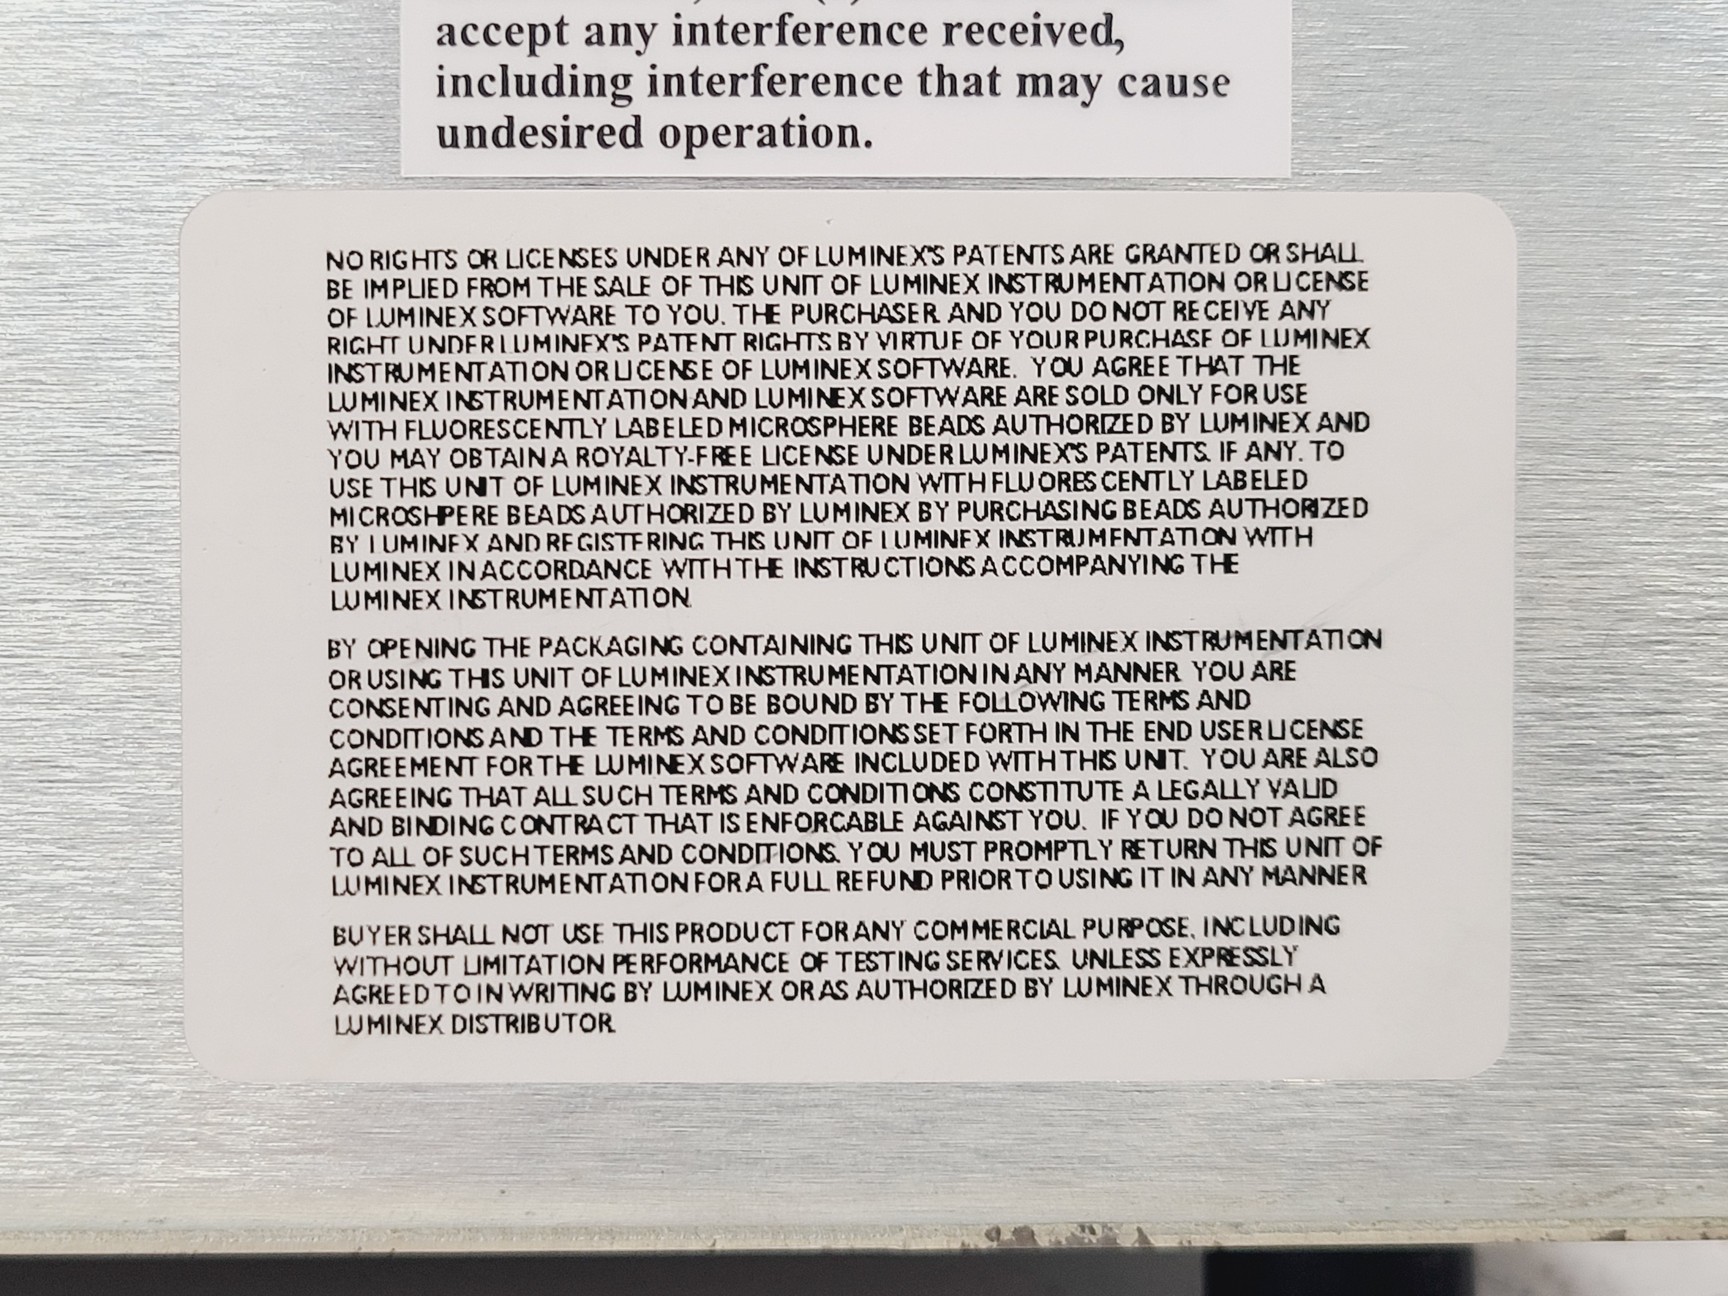 accept any interference received,
including interference that may cause
undesired operation.
NO RIGHTS OR LICENSES UNDER ANY OF LUMINEX'S PATENTS ARE GRANTED OR SHALL
BE IMPLIED FROM THE SALE OF THIS UNIT OF LUMINEX INSTRUMENTATION OR LICENSE
OF LUMINEX SOFTWARE TO YOU. THE PURCHASER AND YOU DO NOT RECEIVE ANY
RIGHT UNDER LUMINEX'S PATENT RIGHTS BY VIRTUE OF YOUR PURCHASE OF LUMINEX
INSTRUMENTATION OR LICENSE OF LUMINEX SOFTWARE. YOU AGREE THAT THE
LUMINEX INSTRUMENTATION AND LUMINEX SOFTWARE ARE SOLD ONLY FOR USE
WITH FLUORESCENTLY LABELED MICROSPHERE BEADS AUTHORIZED BY LUMINEX AND
YOU MAY OBTAIN A ROYALTY-FREE LICENSE UNDER LUMINEX'S PATENTS. IF ANY. TO
USE THIS UNIT OF LUMINEX INSTRUMENTATION WITH FLUORESCENTLY LABELED
MICROSHPERE BEADS AUTHORIZED BY LUMINEX BY PURCHASING BEADS AUTHORIZED
BY LUMINEX AND REGISTERING THIS UNIT OF LUMINEX INSTRUMENTATION WITH
LUMINEX IN ACCORDANCE WITH THE INSTRUCTIONS ACCOMPANYING THE
LUMINEX INSTRUMENTATION.
BY OPENING THE PACKAGING CONTAINING THIS UNIT OF LUMINEX INSTRUMENTATION
OR USING THIS UNIT OF LUMINEX INSTRUMENTATION IN ANY MANNER YOU ARE
CONSENTING AND AGREEING TO BE BOUND BY THE FOLLOWING TERMS AND
CONDITIONS AND THE TERMS AND CONDITIONS SET FORTH IN THE END USER LICENSE
AGREEMENT FOR THE LUMINEX SOFTWARE INCLUDED WITH THIS UNIT. YOU ARE ALSO
AGREEING THAT ALL SUCH TERMS AND CONDITIONS CONSTITUTE A LEGALLY VALID
AND BINDING CONTRACT THAT IS ENFORCABLE AGAINST YOU. IF YOU DO NOT AGREE
TO ALL OF SUCH TERMS AND CONDITIONS. YOU MUST PROMPTLY RETURN THIS UNIT OF
LUMINEX INSTRUMENTATION FOR A FULL REFUND PRIOR TO USING IT IN ANY MANNER
BUYER SHALL NOT USE THIS PRODUCT FOR ANY COMMERCIAL PURPOSE, INCLUDING
WITHOUT LIMITATION PERFORMANCE OF TESTING SERVICES. UNLESS EXPRESSLY
AGREED TO IN WRITING BY LUMINEX OR AS AUTHORIZED BY LUMINEX THROUGH A
LUMINEX DISTRIBUTOR.